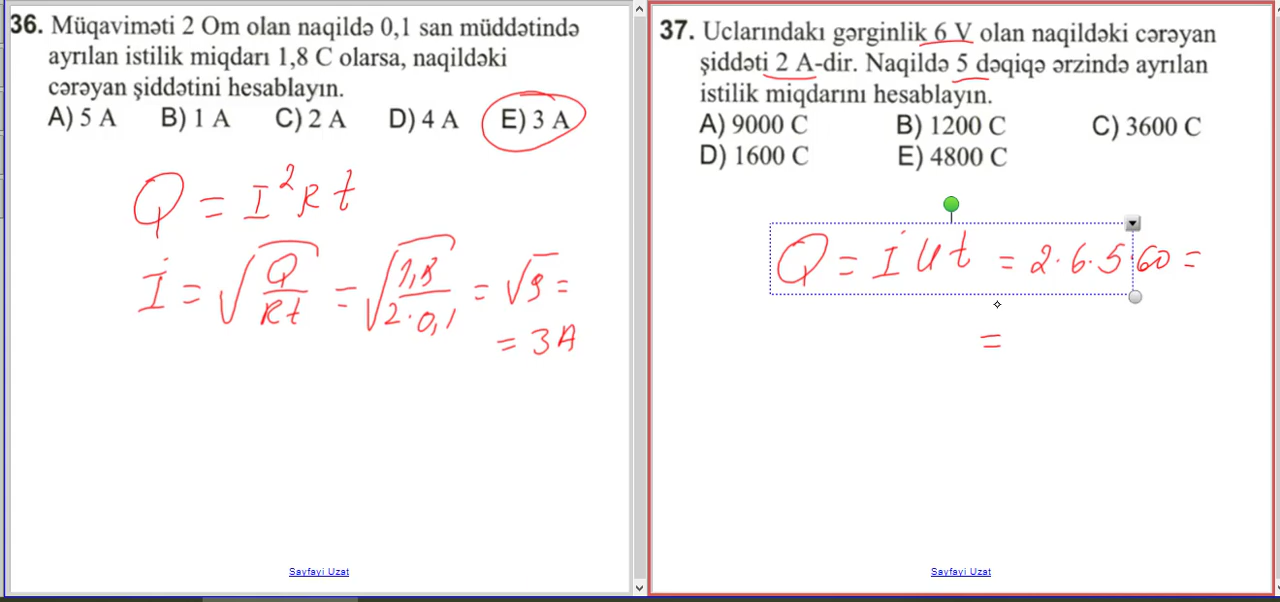 36. Müqaviməti 2 Om olan naqildə 0,1 san müddətində
ayrılan istilik miqdarı 1,8 C olarsa, naqildəki
cərəyan şiddətini hesablayın.
A) 5 A B) 1 A C) 2 A D) 4 A E) 3 A
Q = I²Rt
İ = √Q/Rt = √1,8/2·0,1 = √9 =
= 3A
Sayfayi Uzat
37. Uclarındakı gərginlik 6 V olan naqildəki cərəyan
şiddəti 2 A-dir. Naqildə 5 dəqiqə ərzində ayrılan
istilik miqdarını hesablayın.
A) 9000 C B) 1200 C C) 3600 C
D) 1600 C E) 4800 C
Q = İUt = 2·6·5·60 =
=
Sayfayi Uzat